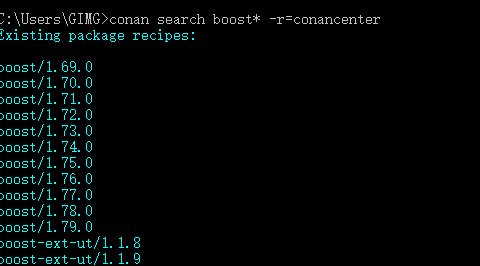 C:\Users\GIMG>conan search boost* -r=conancenter
Existing package recipes:
boost/1.69.0
boost/1.70.0
boost/1.71.0
boost/1.72.0
boost/1.73.0
boost/1.74.0
boost/1.75.0
boost/1.76.0
boost/1.77.0
boost/1.78.0
boost/1.79.0
boost-ext-ut/1.1.8
boost-ext-ut/1.1.9